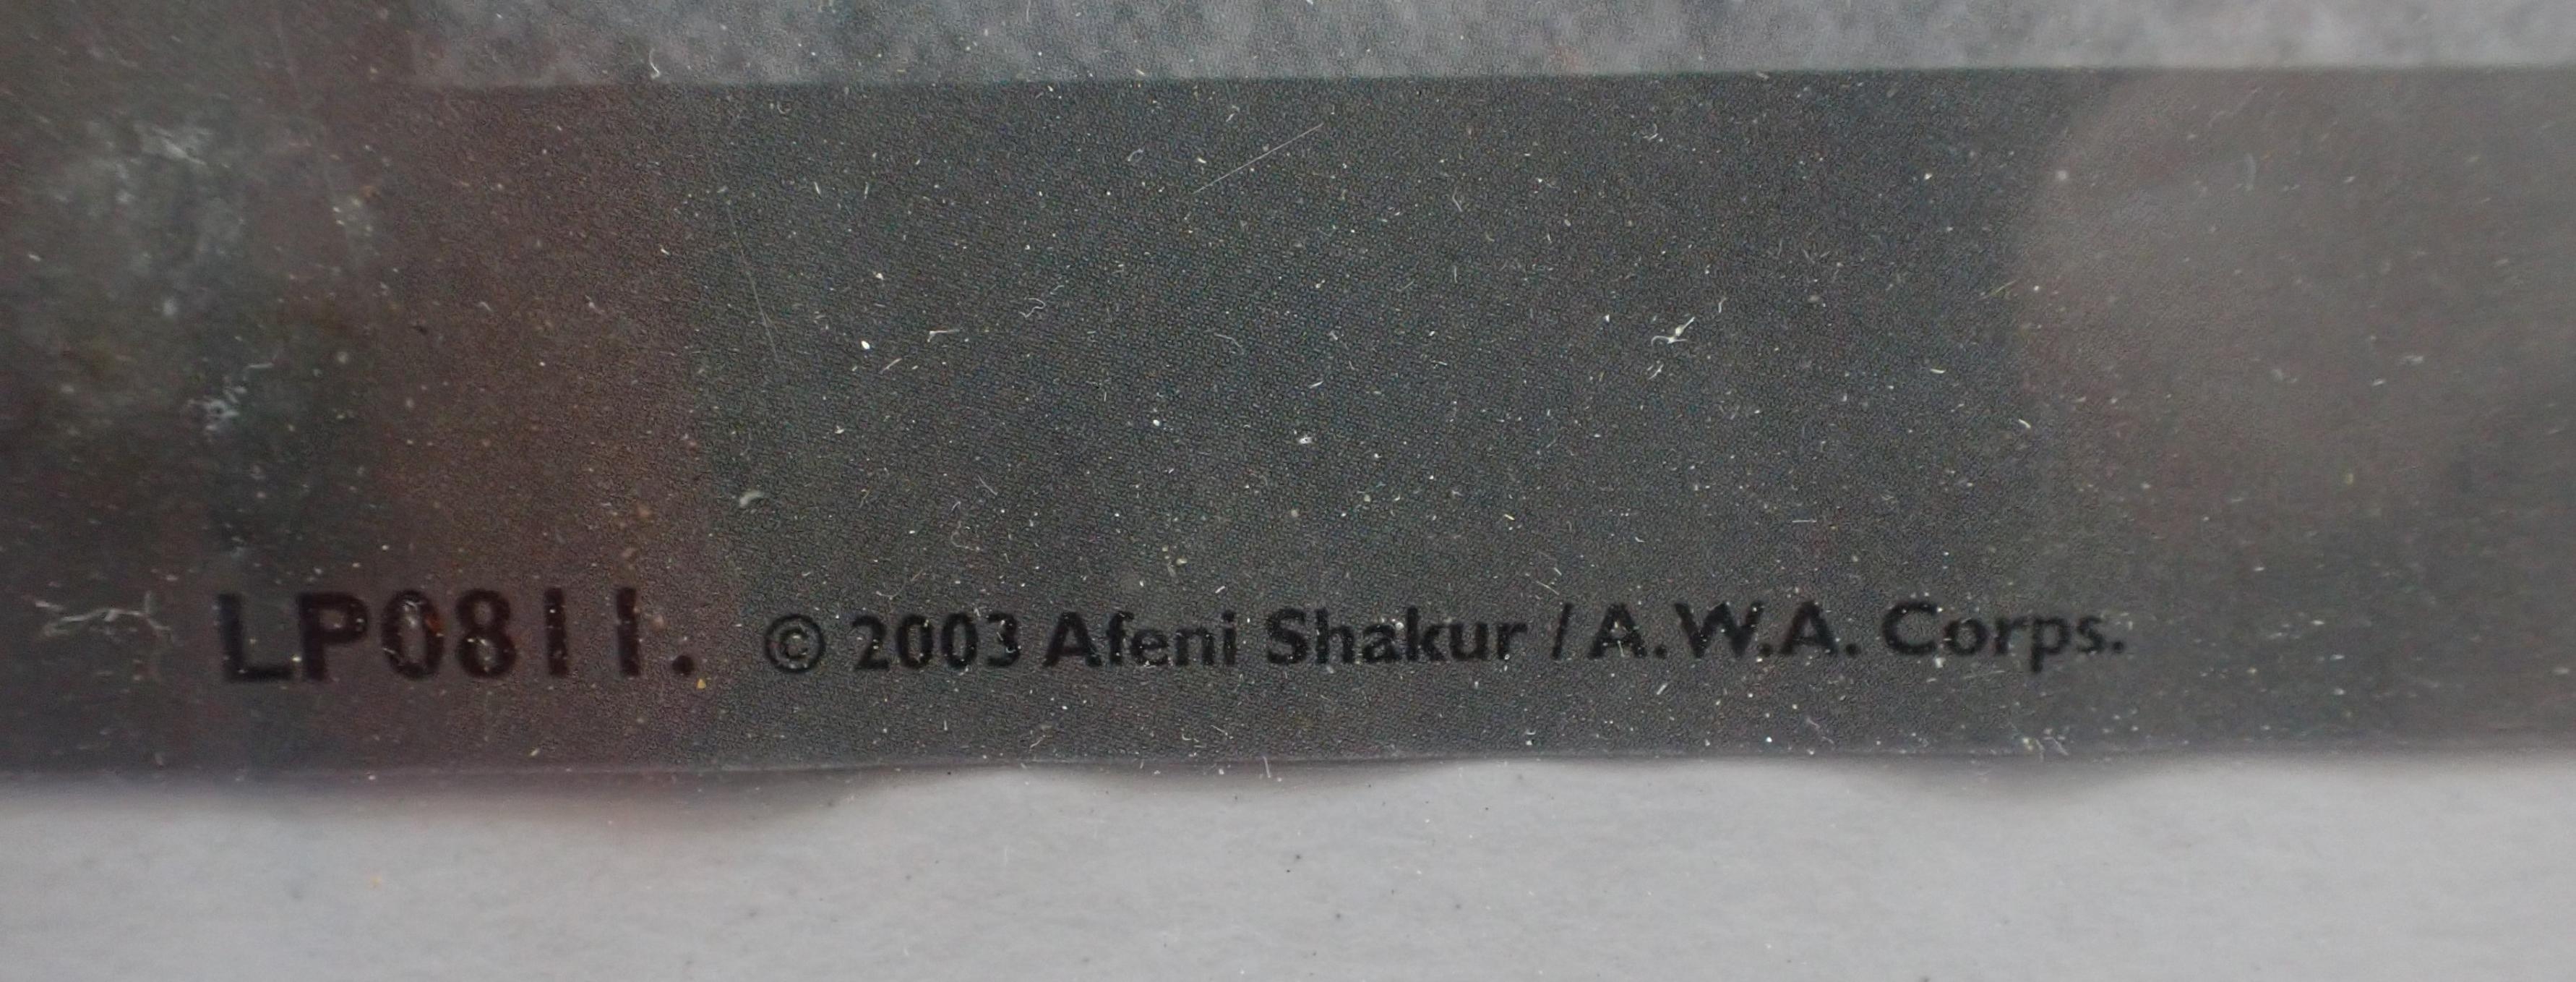 LP0811. © 2003 Afeni Shakur / A.W.A. Corps.